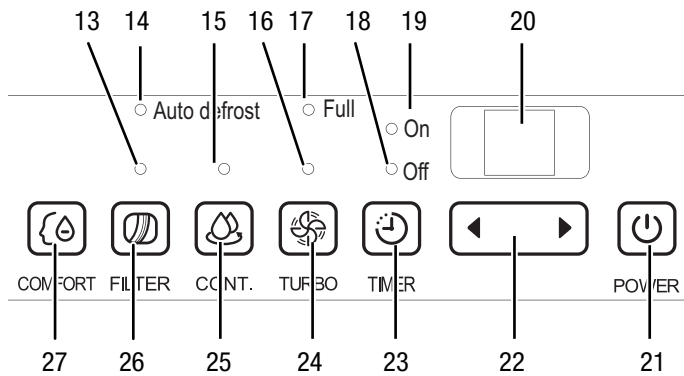 13 14 15 16 17 18 19 20
Auto defrost Full
On
Off
COMFORT FILTER CONT. TURBO TIMER POWER
27 26 25 24 23 22 21